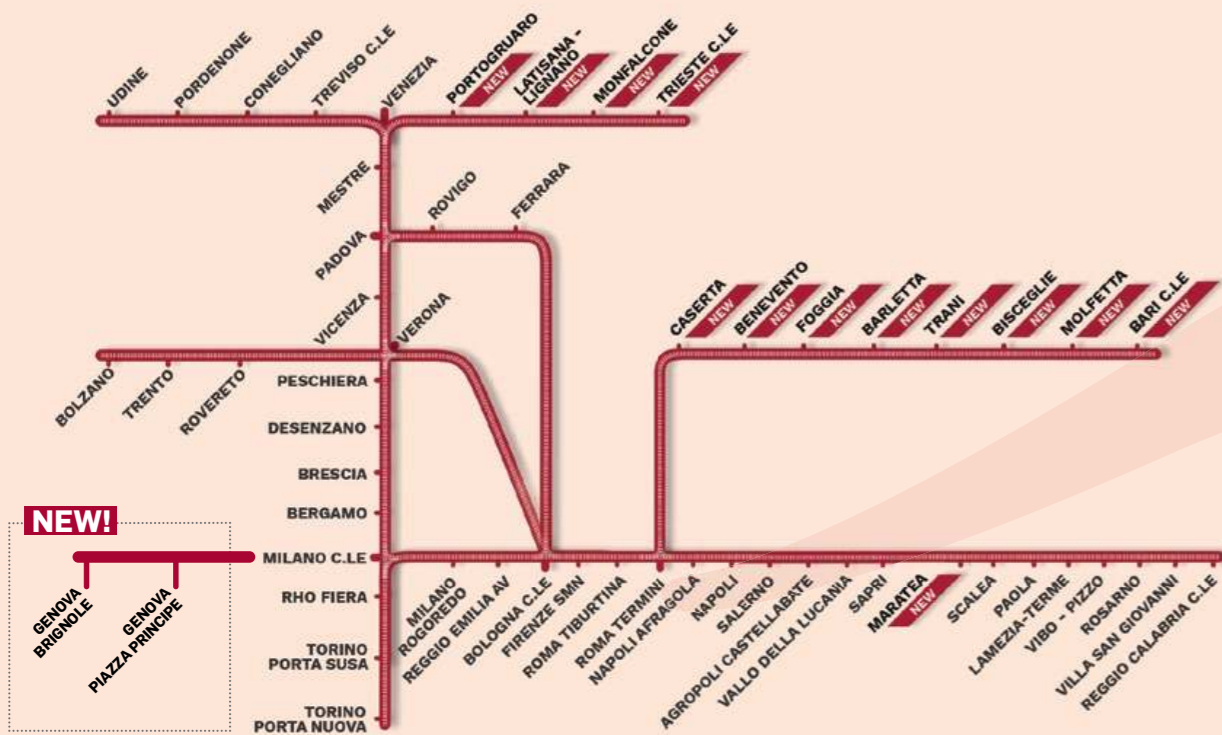 UDINE
PORDENONE
CONEGLIANO
TREVISO C.LE
VENEZIA
PORTOGRUARO
NEW
LATISANA –
LIGNANO
NEW
MONFALCONE
NEW
TRIESTE C.LE
NEW
MESTRE
PADOVA
ROVIGO
FERRARA
VICENZA
VERONA
CASERTA
NEW
BENEVENTO
NEW
FOGGIA
NEW
BARLETTA
NEW
TRANI
NEW
BISCEGLIE
NEW
MOLFETTA
NEW
BARI C.LE
NEW
BOLZANO
TRENTO
ROVERETO
PESCHIERA
DESENZANO
BRESCIA
BERGAMO
NEW!
GENOVA
BRIGNOLE
GENOVA
PIAZZA PRINCIPE
MILANO C.LE
RHO FIERA
TORINO
PORTA SUSA
TORINO
PORTA NUOVA
MILANO
ROGOREDO
REGGIO EMILIA AV
BOLOGNA C.LE
FIRENZE SMN
ROMA TIBURTINA
ROMA TERMINI
NAPOLI AFRAGOLA
NAPOLI
SALERNO
AGROPOLI CASTELLABATE
VALLO DELLA LUCANIA
SAPRI
MARATEA
NEW
SCALEA
PAOLA
LAMEZIA-TERME
VIBO - PIZZO
ROSARNO
VILLA SAN GIOVANNI
REGGIO CALABRIA C.LE